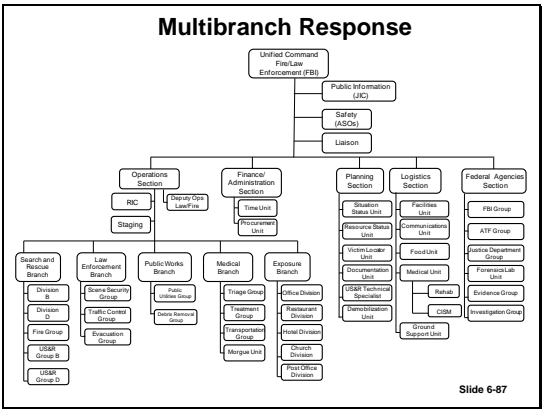 Multibranch Response
Unified Command
Fire/Law
Enforcement (FBI)
Public Information
(JIC)
Safety
(ASOs)
Liaison
Operations
Section
Finance/
Administration
Section
Planning
Section
Logistics
Section
Federal Agencies
Section
RIC
Deputy Ops
Law/Fire
Staging
Time Unit
Procurement
Unit
Situation
Status Unit
Resource Status
Unit
Victim Locator
Unit
Documentation
Unit
US&R Technical
Specialist
Demobilization
Unit
Facilities
Unit
Communications
Unit
Food Unit
Medical Unit
Rehab
CISM
Ground
Support Unit
FBI Group
ATF Group
Justice Department
Group
Forensics Lab
Unit
Evidence Group
Investigation Group
Search and
Rescue
Branch
Law
Enforcement
Branch
Public Works
Branch
Medical
Branch
Exposure
Branch
Division
B
Division
D
Fire Group
US&R
Group B
US&R
Group D
Scene Security
Group
Traffic Control
Group
Evacuation
Group
Public
Utilities Group
Debris Removal
Group
Triage Group
Treatment
Group
Transportation
Group
Morgue Unit
Office Division
Restaurant
Division
Hotel Division
Church
Division
Post Office
Division
Slide 6-87